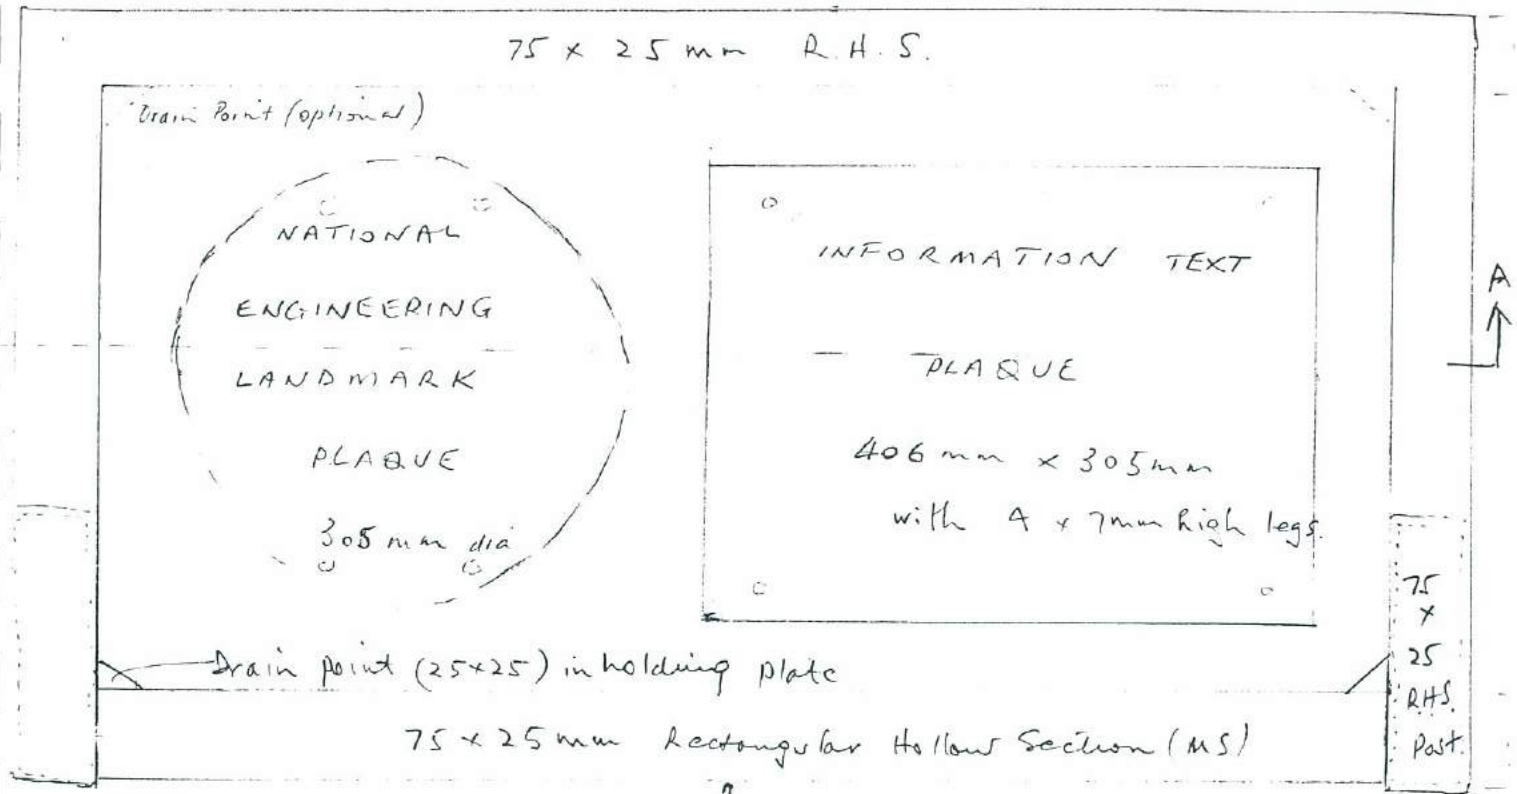 75 x 25 mm R.H.S.
Drain Point (optional)
NATIONAL
ENGINEERING
LANDMARK
PLAQUE
305 mm dia
INFORMATION TEXT
PLAQUE
406 mm x 305 mm
with 4 x 7mm high legs.
A
75
x
25
RHS.
Post.
Drain point (25x25) in holding plate
75 x 25 mm Rectangular Hollow Section (MS)